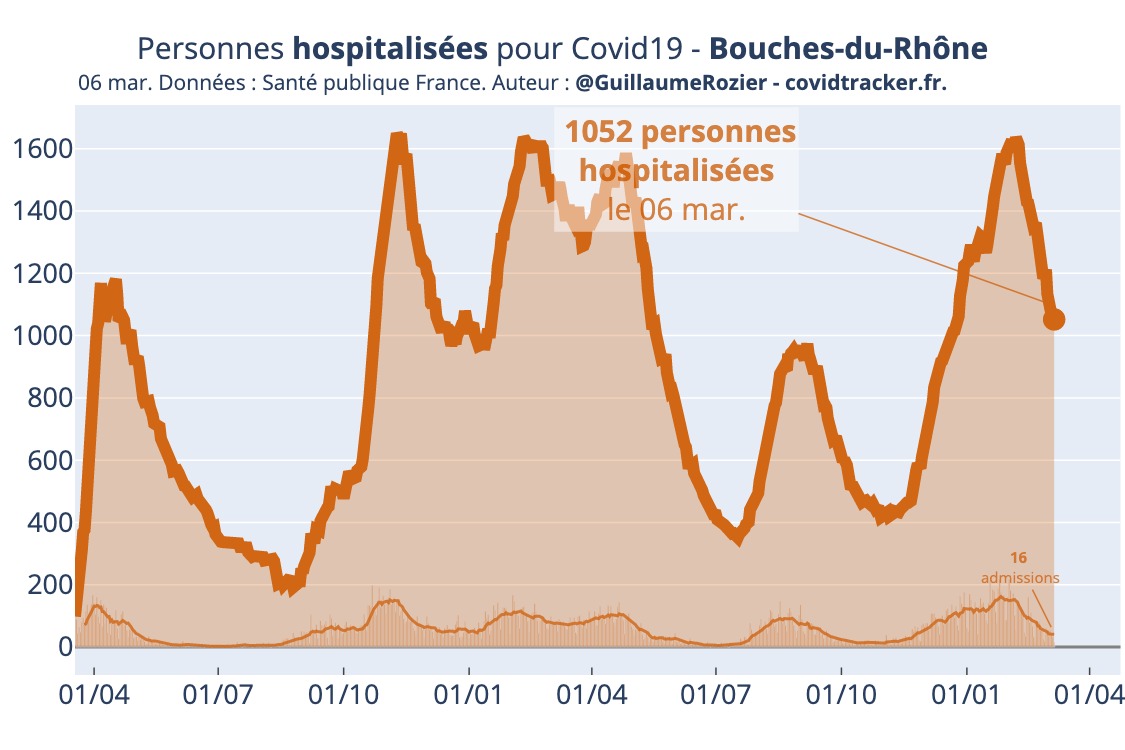 Personnes hospitalisées pour Covid19 - Bouches-du-Rhône
06 mar. Données : Santé publique France. Auteur : @GuillaumeRozier - covidtracker.fr.
1052 personnes
hospitalisées
le 06 mar.
1600
1400
1200
1000
800
600
400
200
0
16
admissions
01/04 01/07 01/10 01/01 01/04 01/07 01/10 01/01 01/04